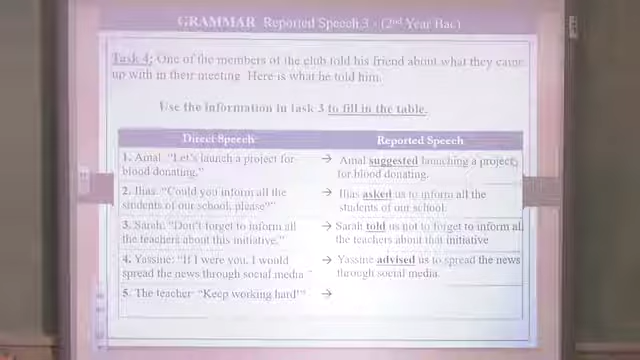 GRAMMAR Reported Speech 3 - (2nd Year Bac)
Task 4: One of the members of the club told his friend about what they came
up with in their meeting. Here is what he told him.
Use the information in task 3 to fill in the table.
Direct Speech
Reported Speech
1. Amal: "Let's launch a project for
blood donating."
→ Amal suggested launching a project
for blood donating.
2. Ilias: "Could you inform all the
students of our school, please?"
→ Ilias asked us to inform all the
students of our school.
3. Sarah: "Don't forget to inform all
the teachers about this initiative."
→ Sarah told us not to forget to inform all
the teachers about that initiative
4. Yassine: "If I were you, I would
spread the news through social media."
→ Yassine advised us to spread the news
through social media.
5. The teacher: "Keep working hard!"
→